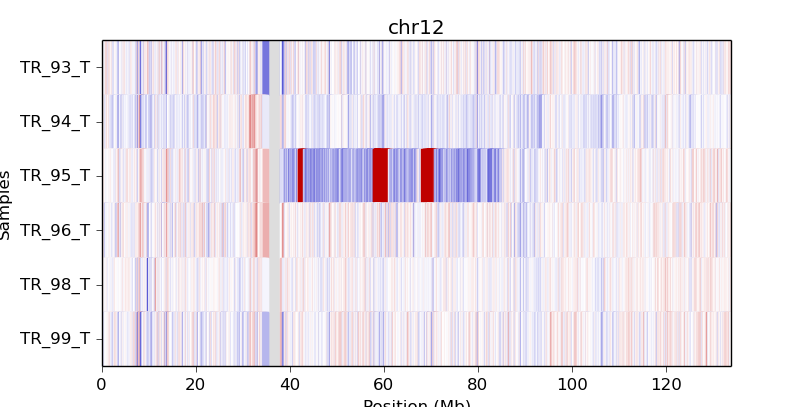 chr12
TR_93_T
TR_94_T
TR_95_T
TR_96_T
TR_98_T
TR_99_T
Samples
0 20 40 60 80 100 120
Position (Mb)